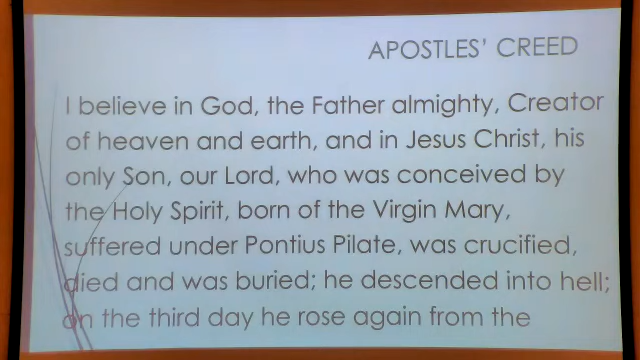 APOSTLES' CREED
I believe in God, the Father almighty, Creator
of heaven and earth, and in Jesus Christ, his
only Son, our Lord, who was conceived by
the Holy Spirit, born of the Virgin Mary,
suffered under Pontius Pilate, was crucified,
died and was buried; he descended into hell;
on the third day he rose again from the